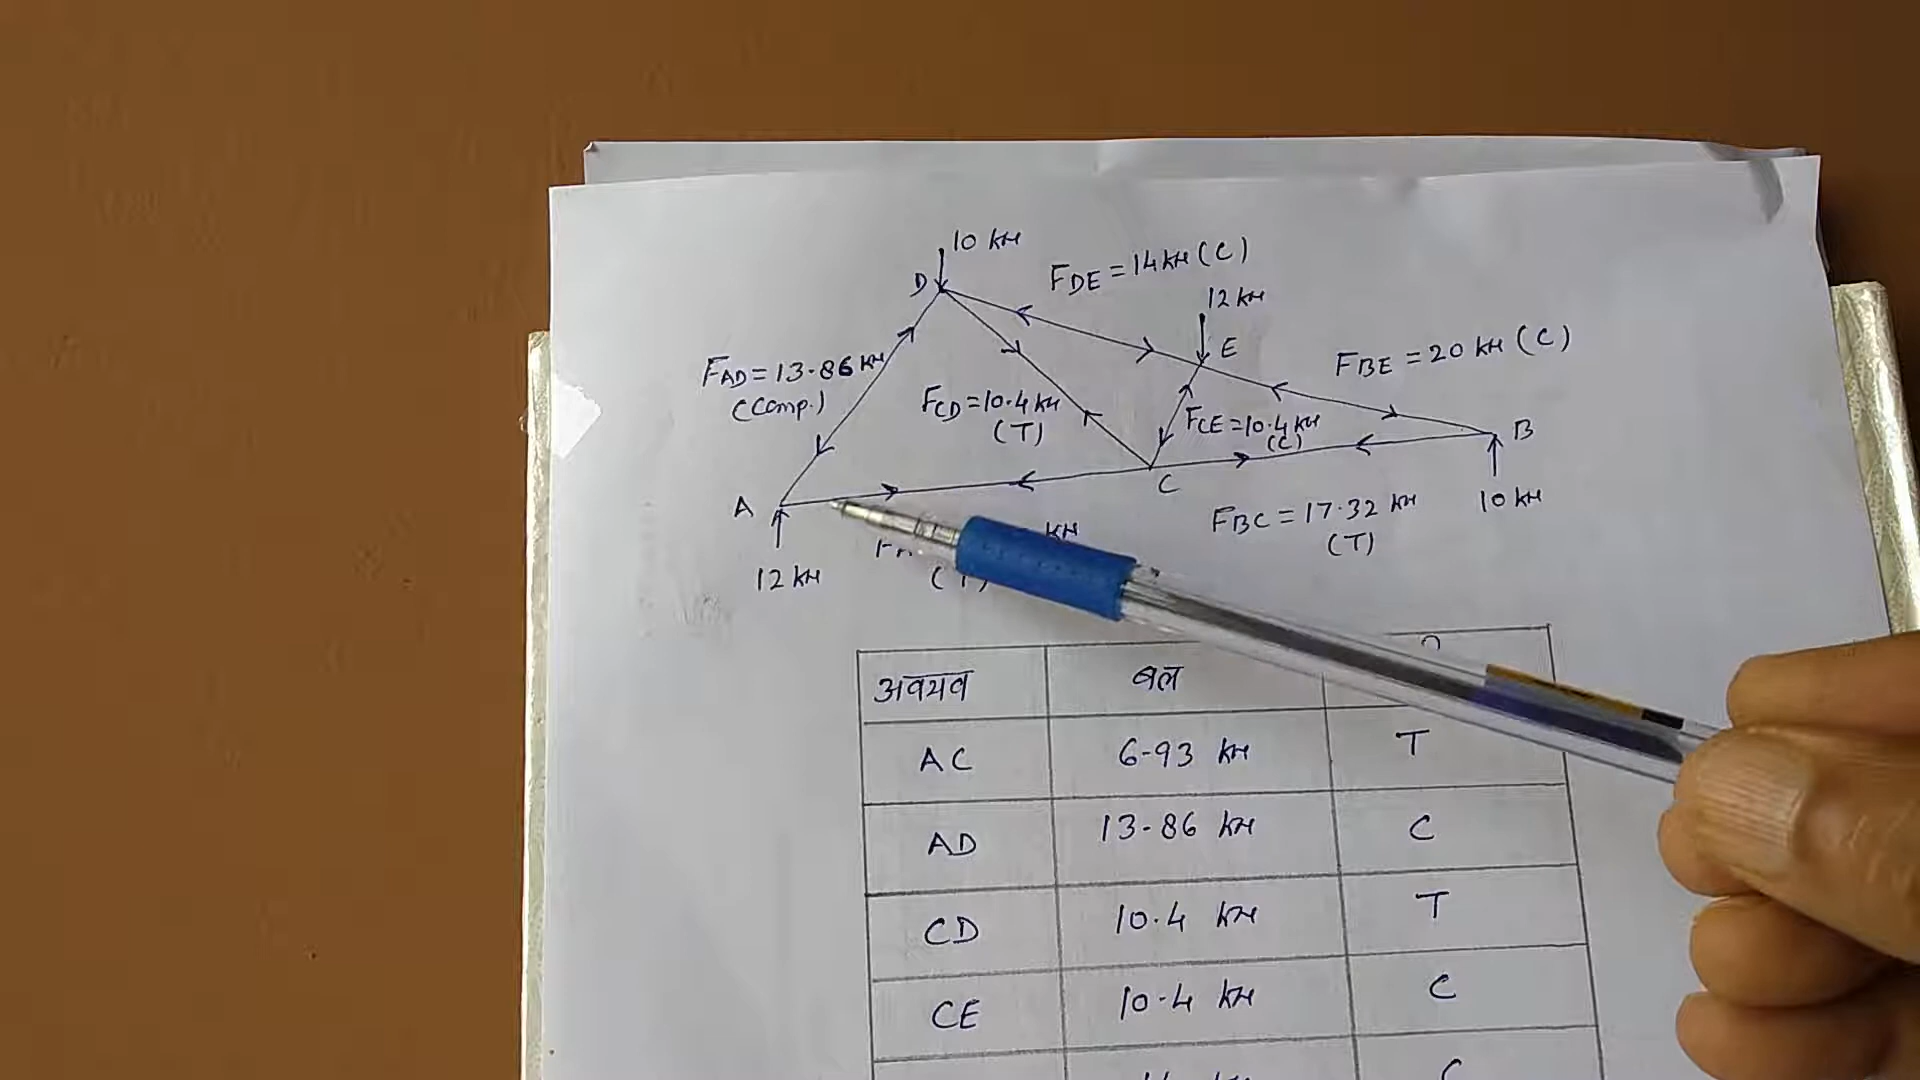 10 KN
D
FDE = 14 KN (C)
12 KN
E
FAD = 13.86 KN
(Comp.)
FCD = 10.4 KN
(T)
FCE = 10.4 KN
(C)
FBE = 20 KN (C)
B
A
C
10 KN
FBC = 17.32 KN
(T)
KN
(T)
12 KN
अवयव बल
AC 6.93 KN T
AD 13.86 KN C
CD 10.4 KN T
CE 10.4 KN C
C